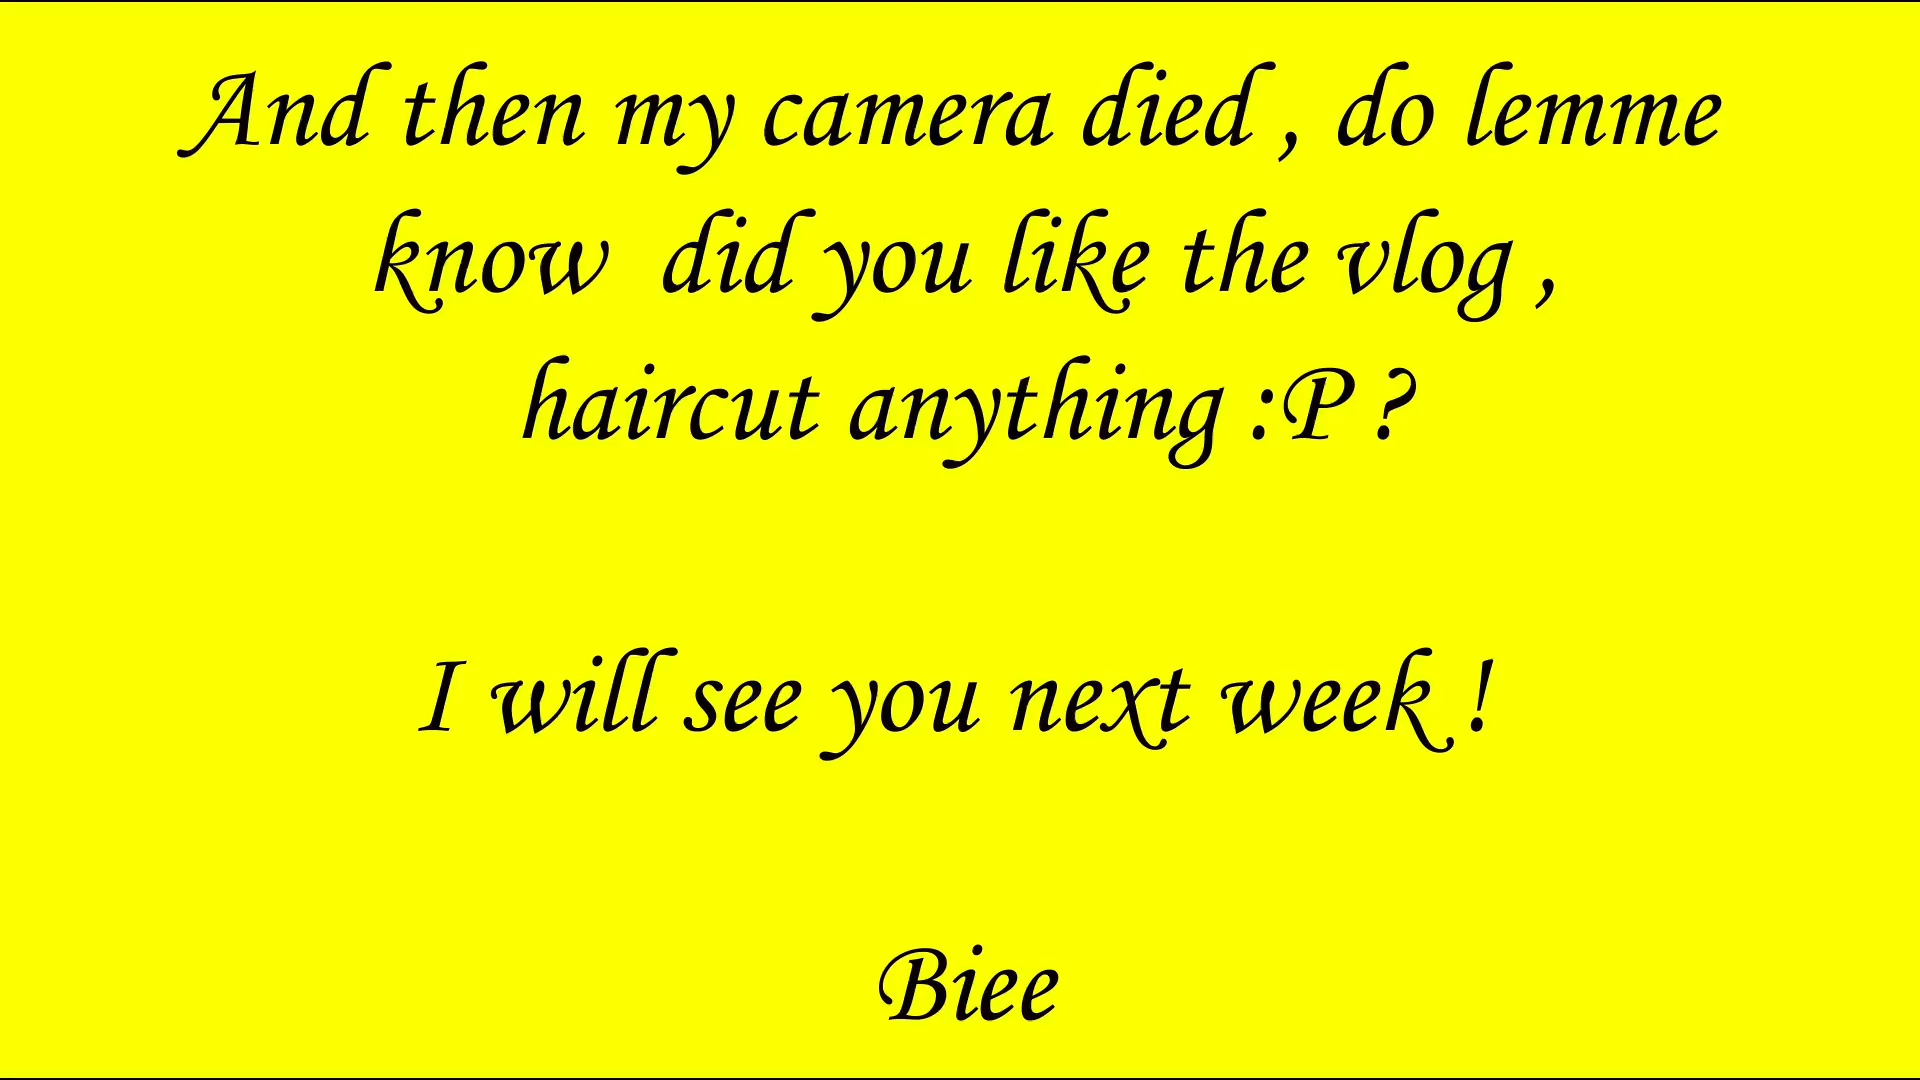 And then my camera died , do lemme
know  did you like the vlog ,
haircut anything :P ?
I will see you next week !
Biee